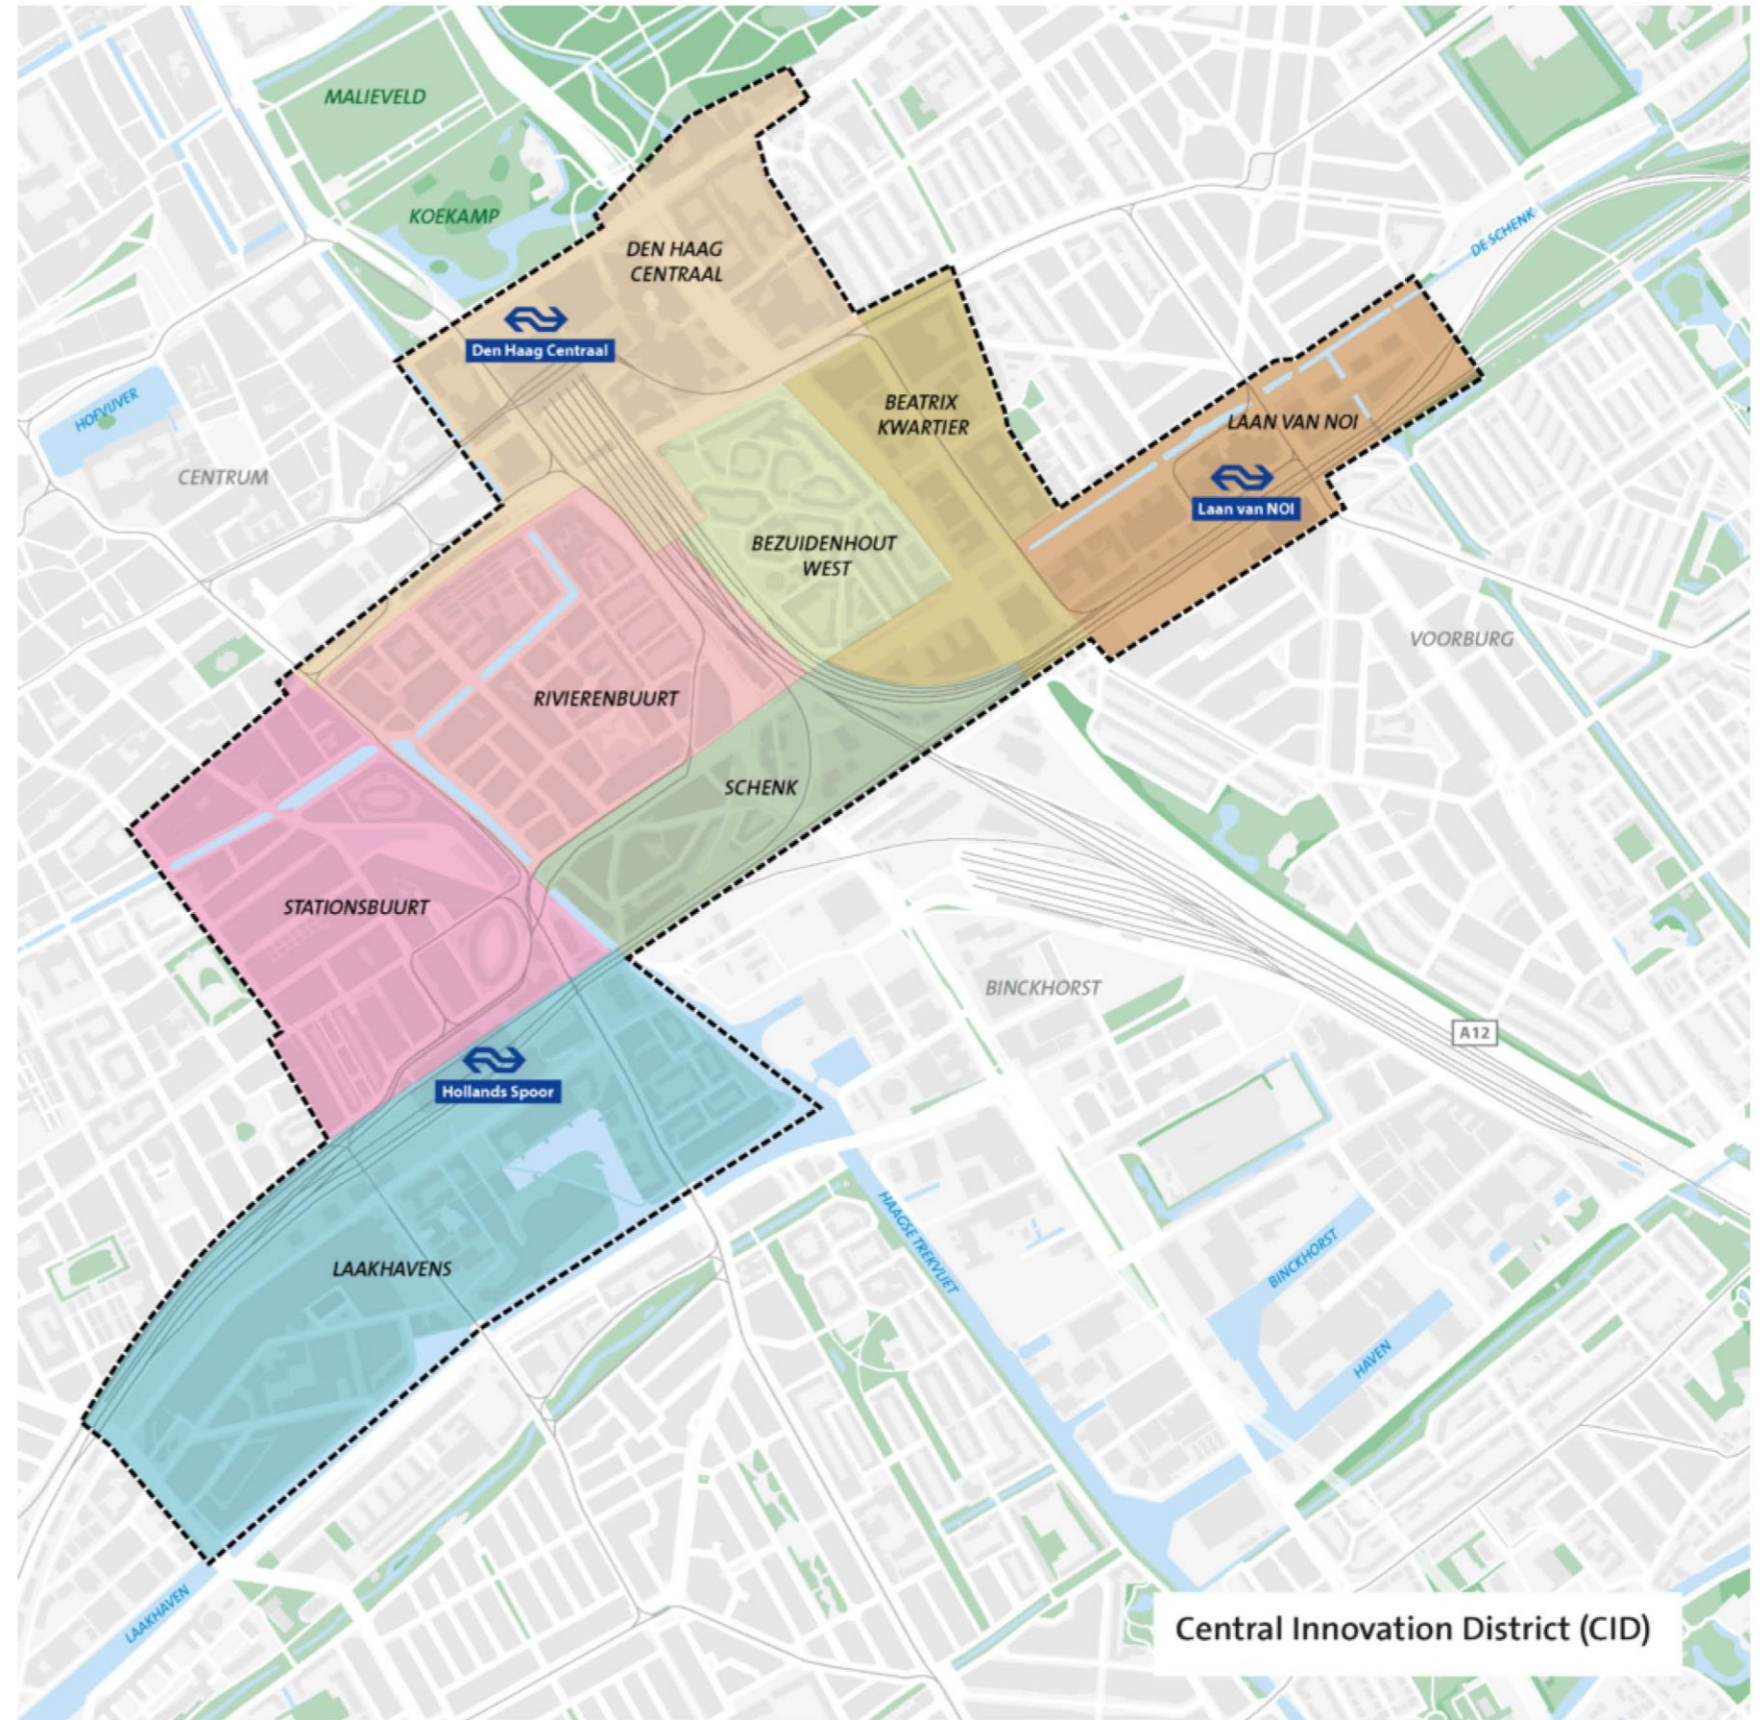 MALIEVELD
KOEKAMP
DE SCHENK
DEN HAAG
CENTRAAL
Den Haag Centraal
HOFVIJVER
BEATRIX
KWARTIER
LAAN VAN NOI
CENTRUM
Laan van NOI
BEZUIDENHOUT
WEST
VOORBURG
RIVIERENBUURT
SCHENK
STATIONSBUURT
BINCKHORST
A12
Hollands Spoor
HAAGSE TREKVLIET
LAAKHAVENS
BINCKHORST
HAVEN
LAAKHAVEN
Central Innovation District (CID)